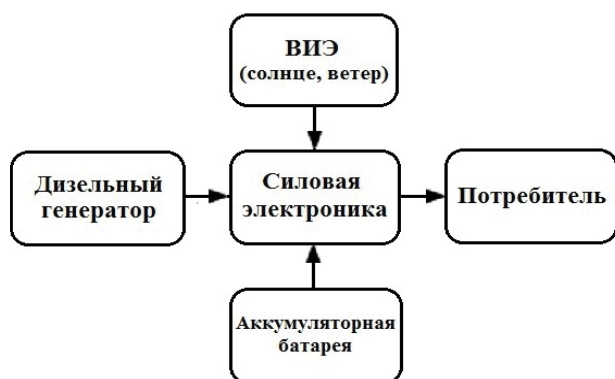 ВИЭ
(солнце, ветер)
Дизельный
генератор
Силовая
электроника
Потребитель
Аккумуляторная
батарея